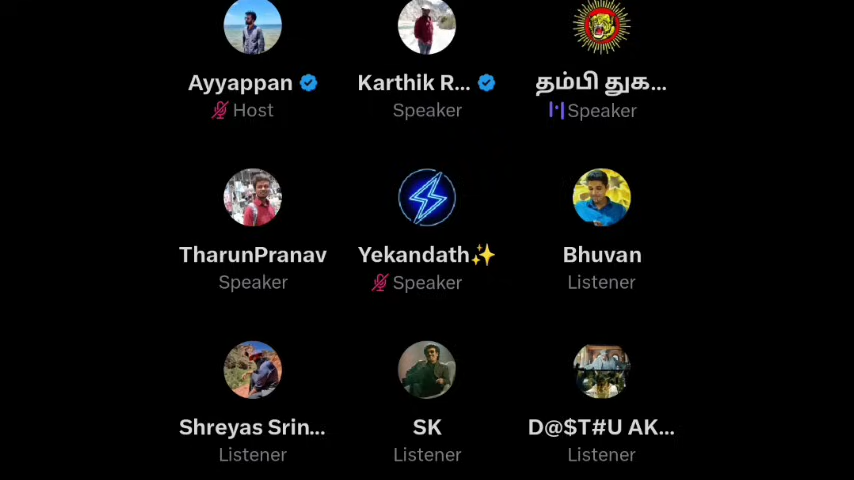 Ayyappan
Karthik R...
தம்பி துக...
Host
Speaker
Speaker
TharunPranav
Yekandath✨
Bhuvan
Speaker
Speaker
Listener
Shreyas Srin...
SK
D@$T#U AK...
Listener
Listener
Listener